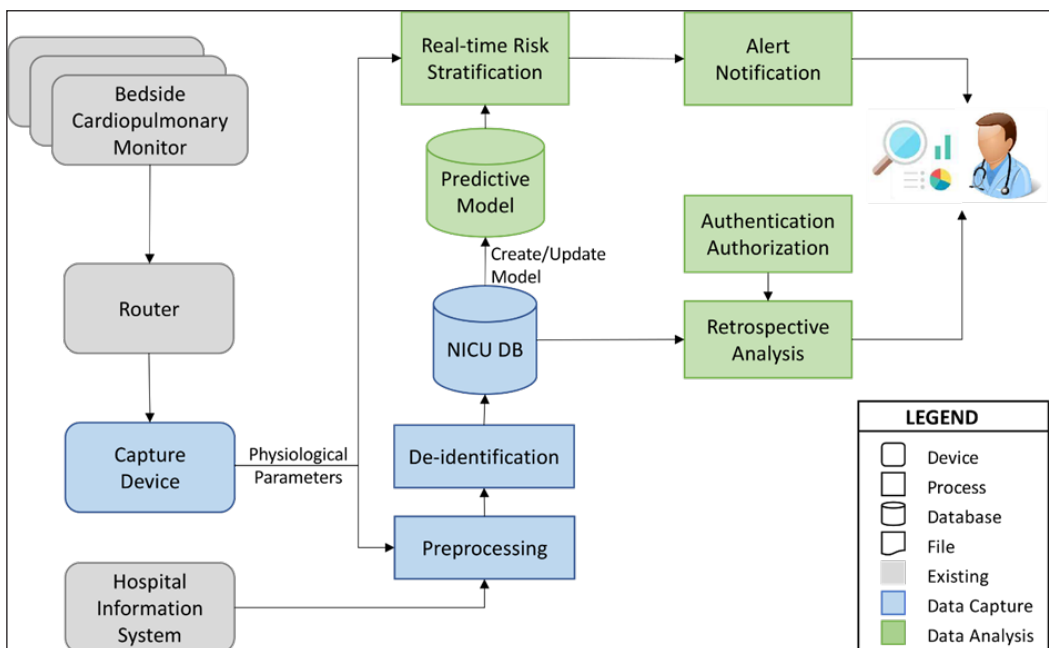 Bedside
Cardiopulmonary
Monitor
Router
Capture
Device
Hospital
Information
System
Physiological
Parameters
Real-time Risk
Stratification
Predictive
Model
Create/Update
Model
NICU DB
De-identification
Preprocessing
Alert
Notification
Authentication
Authorization
Retrospective
Analysis
LEGEND
Device
Process
Database
File
Existing
Data Capture
Data Analysis